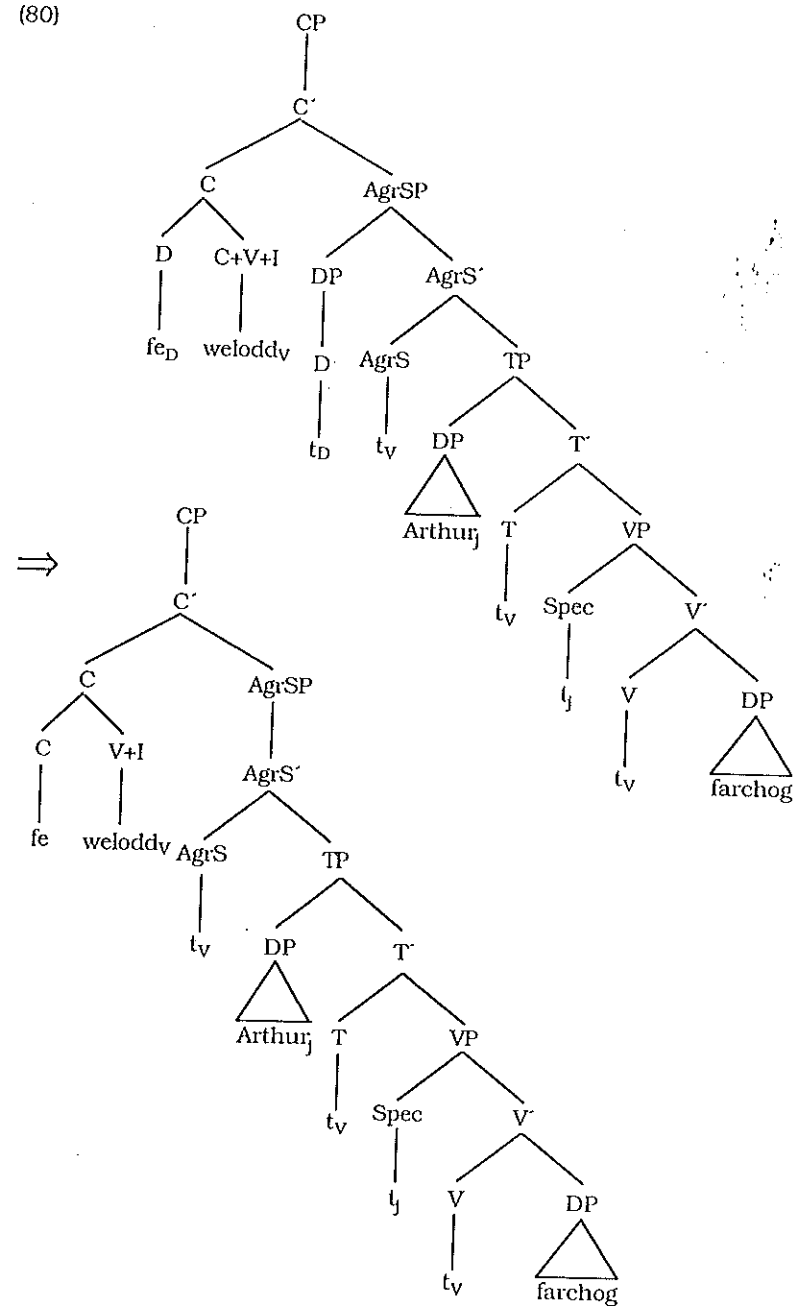 (80)
CP
C´
C AgrSP
D C+V+I DP AgrS´
fe_D weloddv D AgrS TP
t_D t_V DP T´
Arthur_j T VP
t_V Spec V´
t_j V DP
t_V farchog
⇒
CP
C´
C AgrSP
C V+I AgrS´
fe weloddv AgrS TP
t_V DP T´
Arthur_j T VP
t_V Spec V´
t_j V DP
t_V farchog